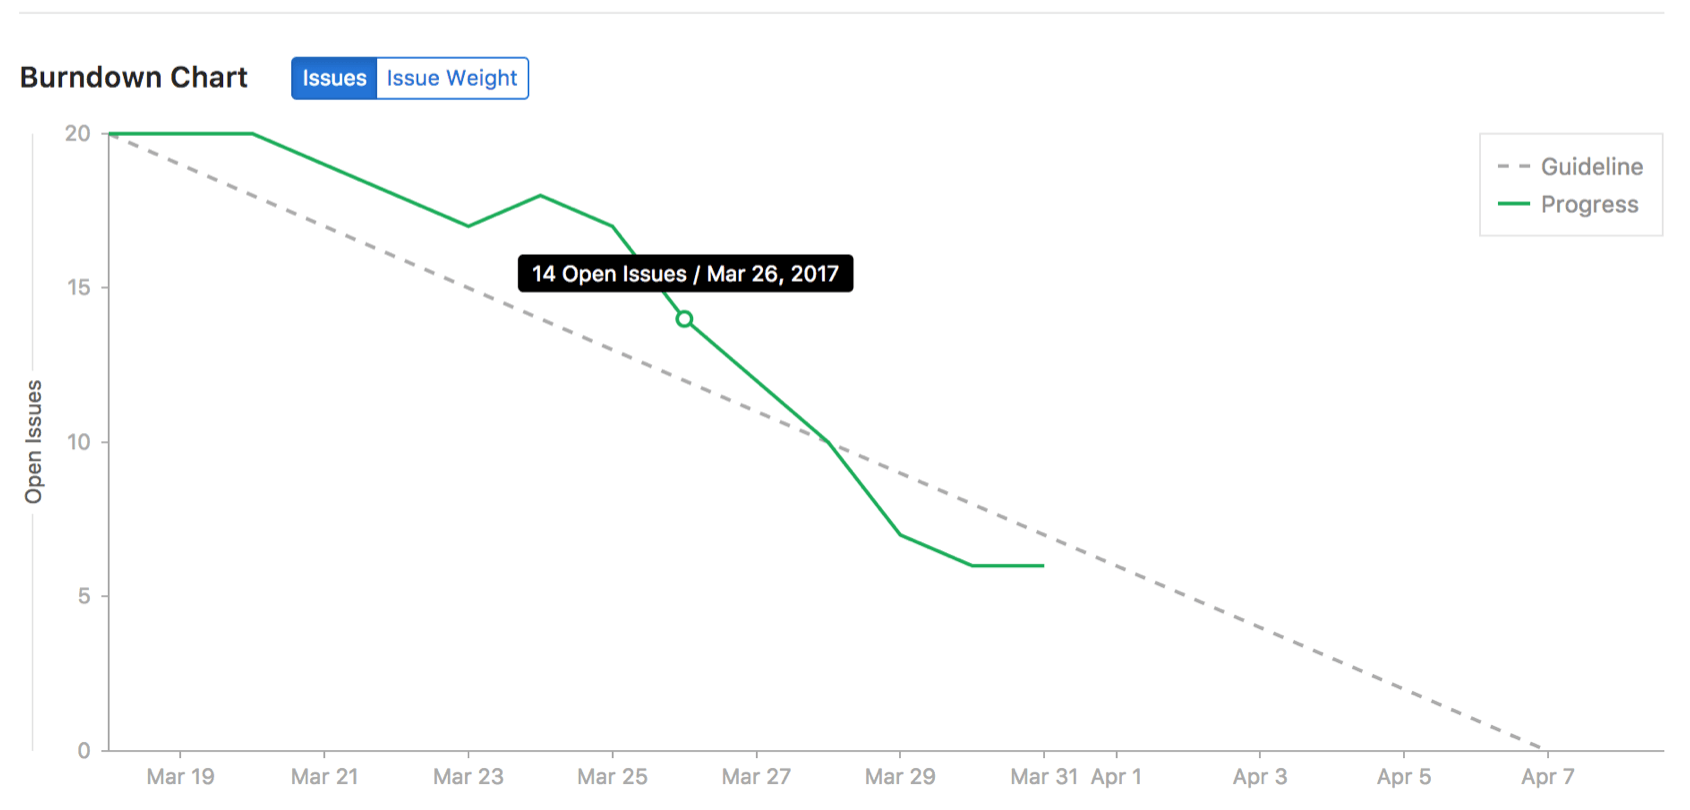 Burndown Chart
Issues
Issue Weight
20
15
10
5
0
Open Issues
14 Open Issues / Mar 26, 2017
Guideline
Progress
Mar 19
Mar 21
Mar 23
Mar 25
Mar 27
Mar 29
Mar 31
Apr 1
Apr 3
Apr 5
Apr 7